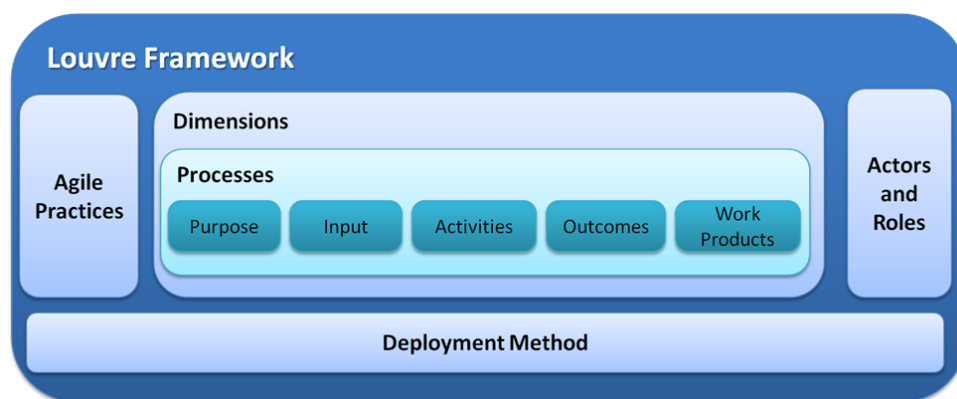 Louvre Framework
Agile
Practices
Dimensions
Processes
Purpose
Input
Activities
Outcomes
Work
Products
Actors
and
Roles
Deployment Method